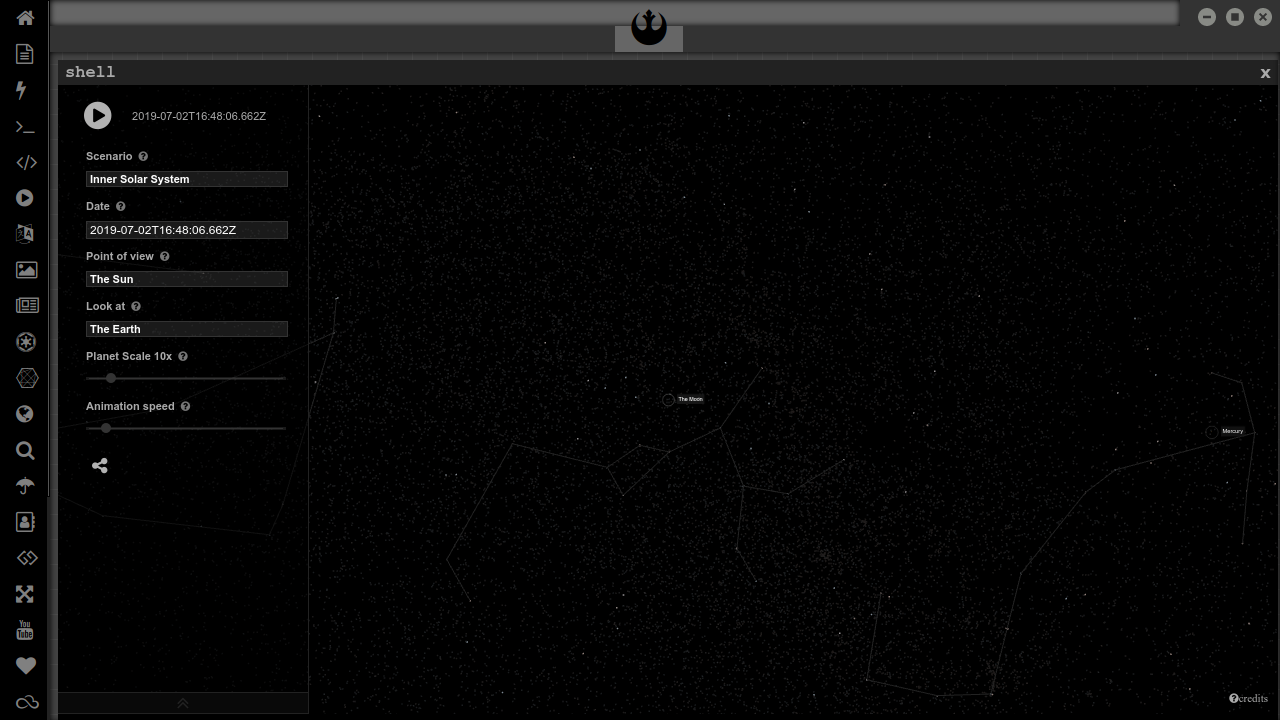 shell
x
2019-07-02T16:48:06.662Z
Scenario
Inner Solar System
Date
2019-07-02T16:48:06.662Z
Point of view
The Sun
Look at
The Earth
Planet Scale 10x
Animation speed
The Moon
Mercury
You
Tube
credits